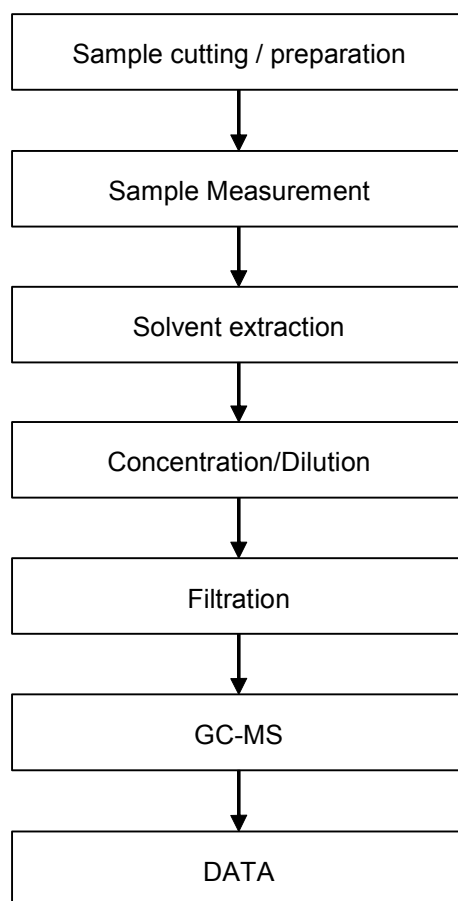 Sample cutting / preparation
Sample Measurement
Solvent extraction
Concentration/Dilution
Filtration
GC-MS
DATA